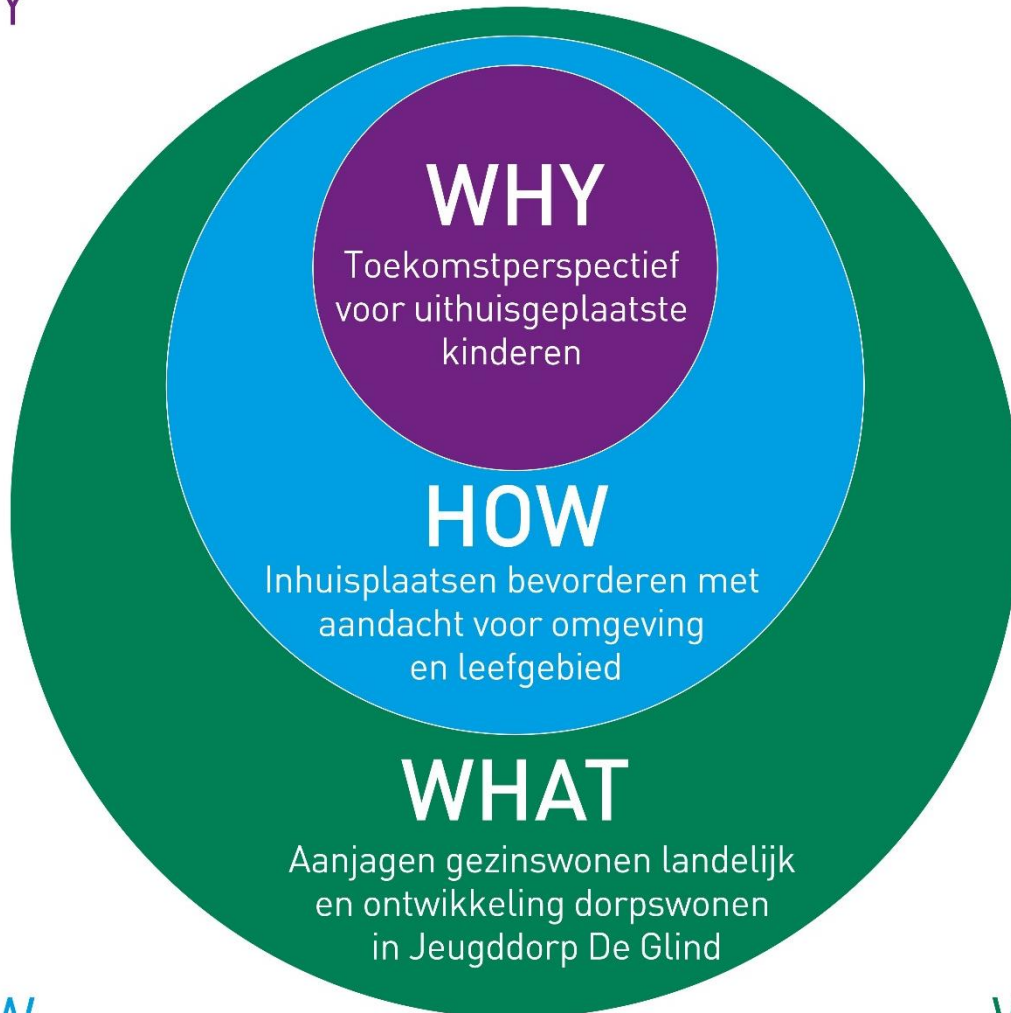 Y
WHY
Toekomstperspectief
voor uithuisgeplaatste
kinderen
HOW
Inhuisplaatsen bevorderen met
aandacht voor omgeving
en leefgebied
WHAT
Aanjagen gezinswonen landelijk
en ontwikkeling dorpswonen
in Jeugddorp De Glind